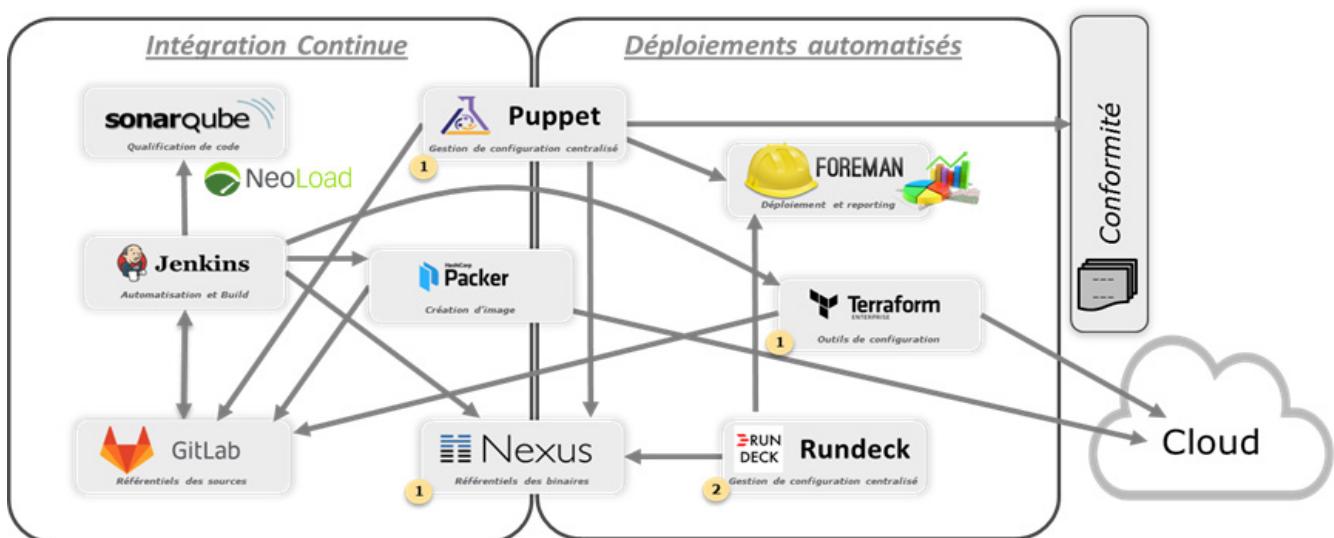 Intégration Continue
Déploiements automatisés
sonarqube
Qualification de code
NeoLoad
Puppet
Gestion de configuration centralisé
1
FOREMAN
Déploiement et reporting
Conformité
Jenkins
Automatisation et Build
HashiCorp
Packer
Création d'image
Terraform
ENTERPRISE
Outils de configuration
1
GitLab
Référentiels des sources
Nexus
Référentiels des binaires
1
RUN
DECK
Rundeck
Gestion de configuration centralisé
2
Cloud